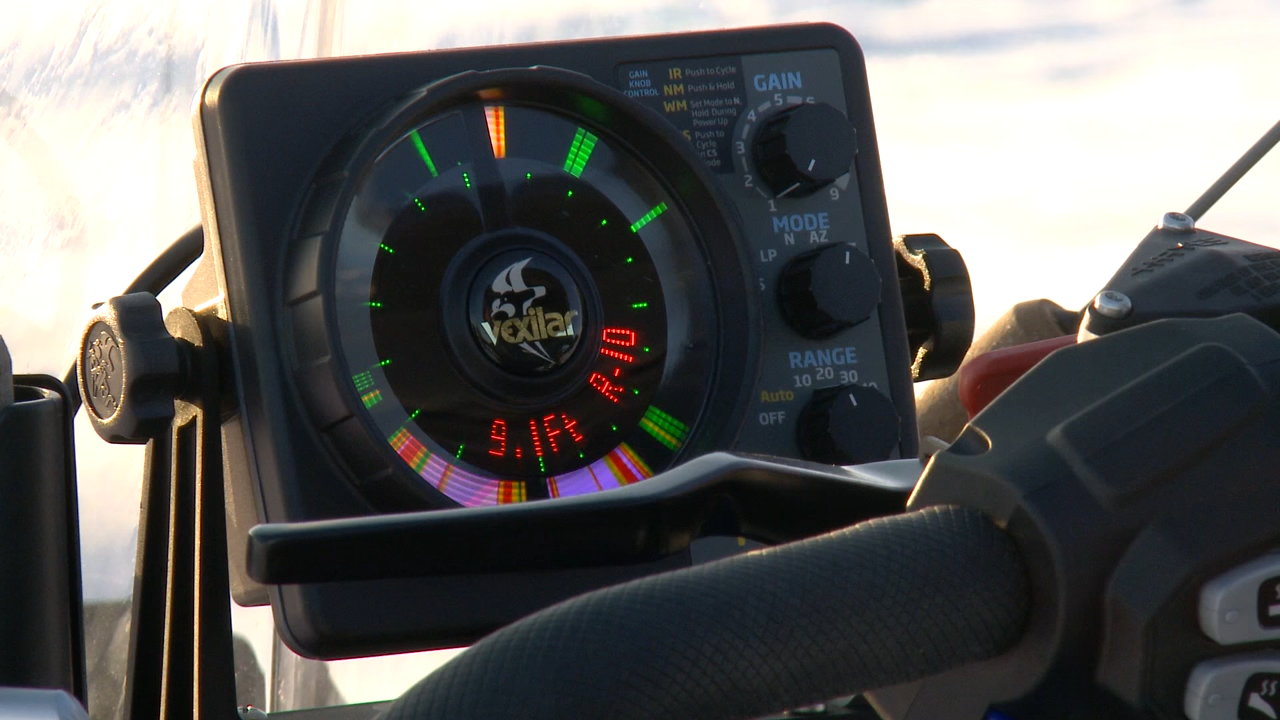 GAIN
KNOB
CONTROL
IR Push to Cycle
NM Push & Hold
WM Set Mode to N,
Hold During
Power Up
Push to
Cycle
CS
GAIN
1 2 3 4 5 9
MODE
LP N AZ
RANGE
10 20 30
Auto
OFF
vexilar
9.1Ft